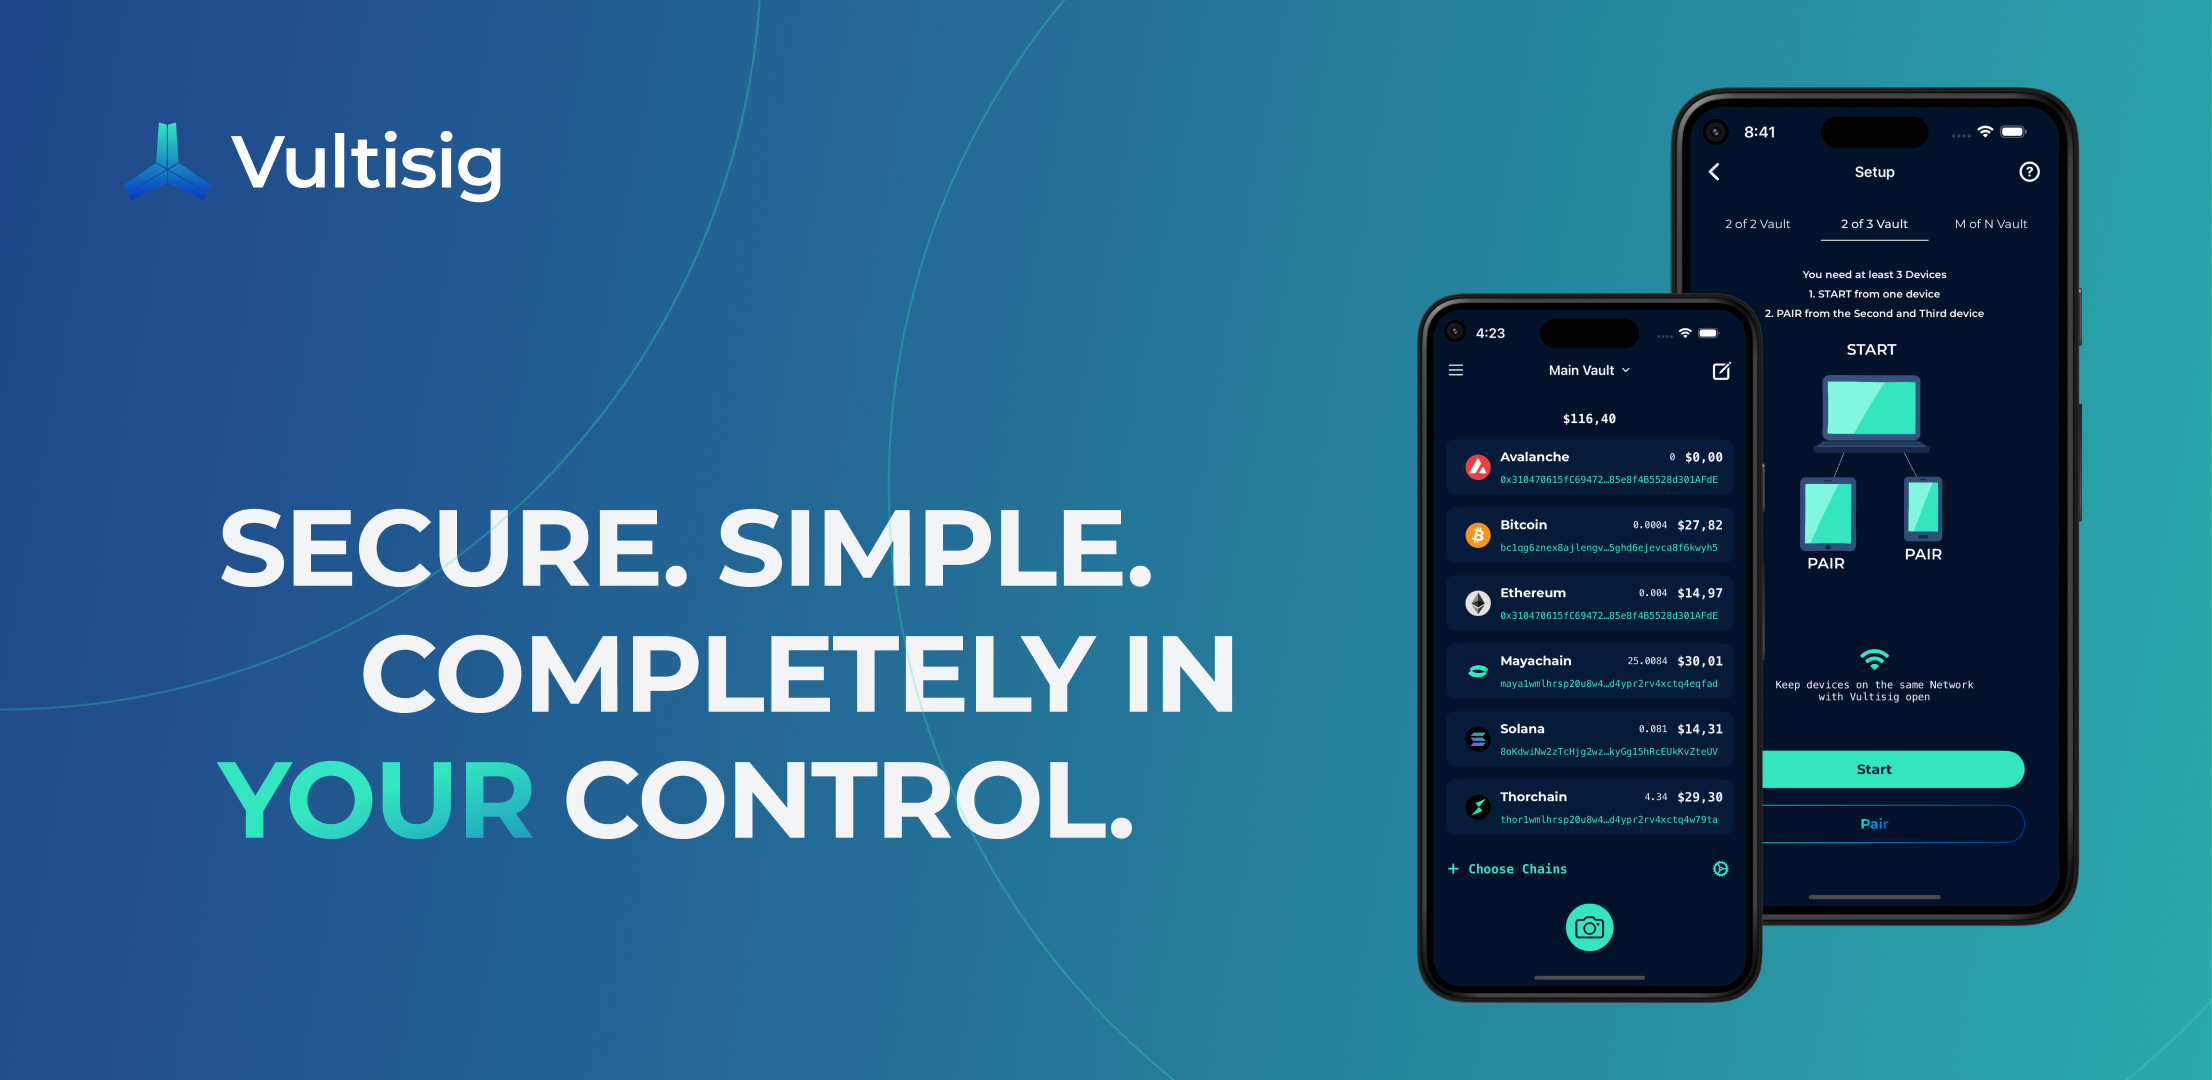 Vultisig
SECURE. SIMPLE.
COMPLETELY IN
YOUR CONTROL.
4:23
Main Vault
$116,40
Avalanche 0 $0,00
0x310470615fC69472…85e8f4B5528d301AFdE
Bitcoin 0.0004 $27,82
bc1qg6znex8ajlengv…5ghd6ejevca8f6kwyh5
Ethereum 0.004 $14,97
0x310470615fC69472…85e8f4B5528d301AFdE
Mayachain 25.0084 $30,01
maya1wmlhrsp20u8w4…d4ypr2rv4xctq4eqfad
Solana 0.081 $14,31
8oKdwiNw2zTcHjg2wz…kyGg15hRcEUkKvZteUV
Thorchain 4.34 $29,30
thor1wmlhrsp20u8w4…d4ypr2rv4xctq4w79ta
+ Choose Chains
8:41
Setup
2 of 2 Vault 2 of 3 Vault M of N Vault
You need at least 3 Devices
1. START from one device
2. PAIR from the Second and Third device
START
PAIR PAIR
Keep devices on the same Network
with Vultisig open
Start
Pair